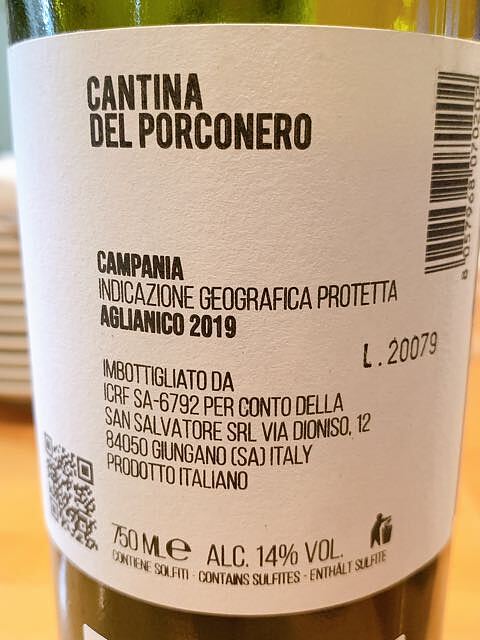 CANTINA
DEL PORCONERO
CAMPANIA
INDICAZIONE GEOGRAFICA PROTETTA
AGLIANICO 2019
L.20079
IMBOTTIGLIATO DA
ICRF SA-6792 PER CONTO DELLA
SAN SALVATORE SRL VIA DIONISO, 12
84050 GIUNGANO (SA) ITALY
PRODOTTO ITALIANO
750 ML e ALC. 14% VOL.
CONTIENE SOLFITI · CONTAINS SULFITES · ENTHÄLT SULFITE